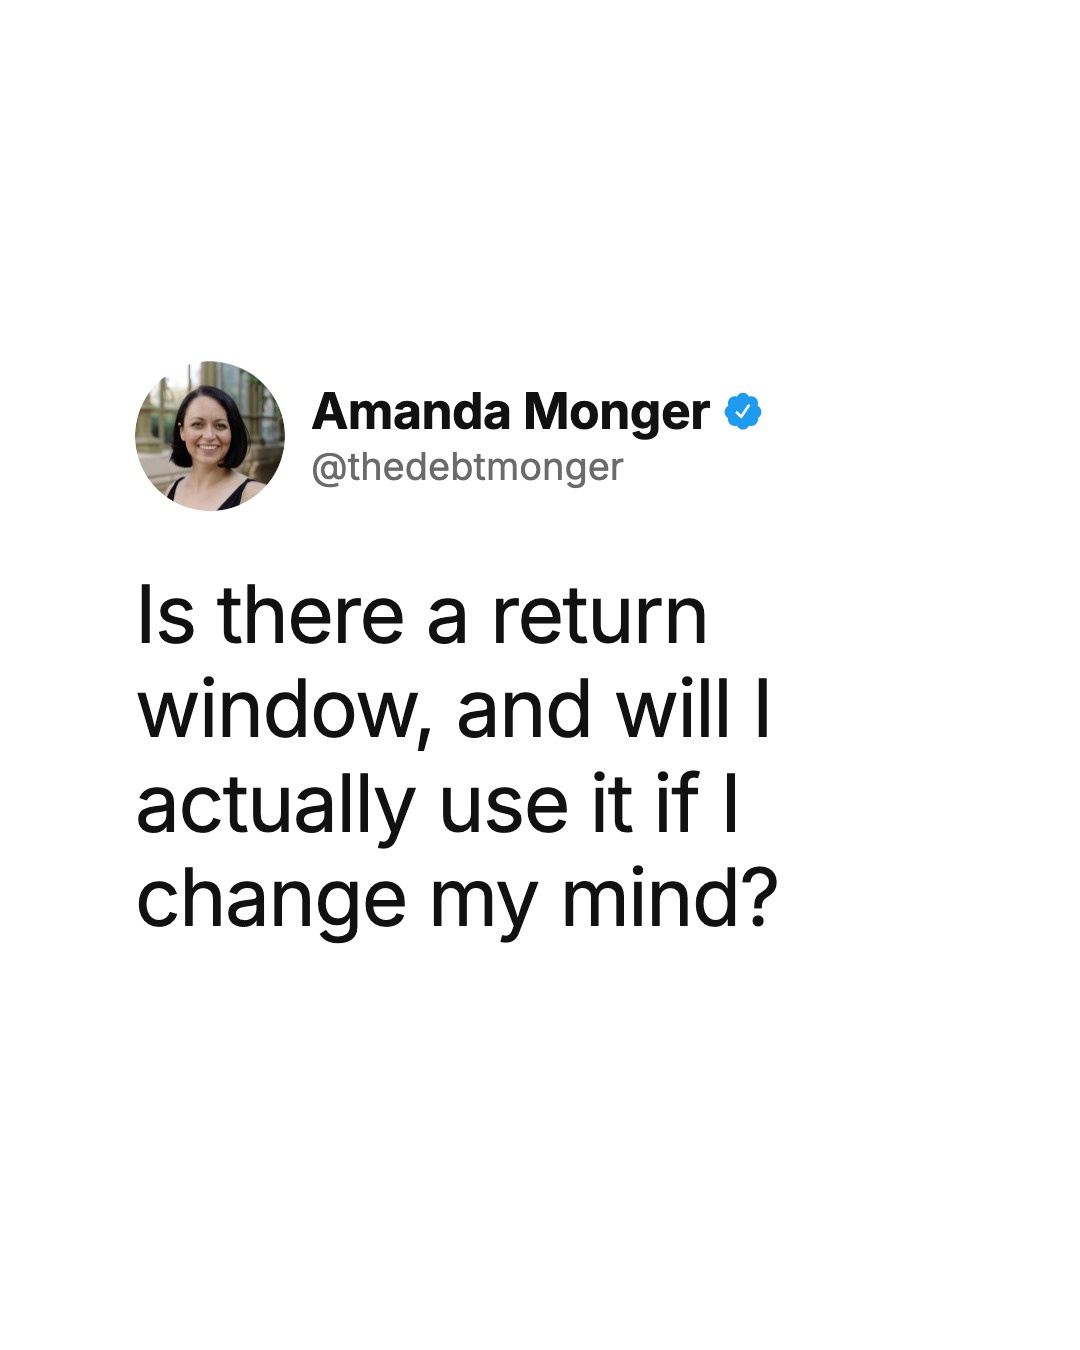 Amanda Monger
@thedebtmonger
Is there a return
window, and will I
actually use it if I
change my mind?